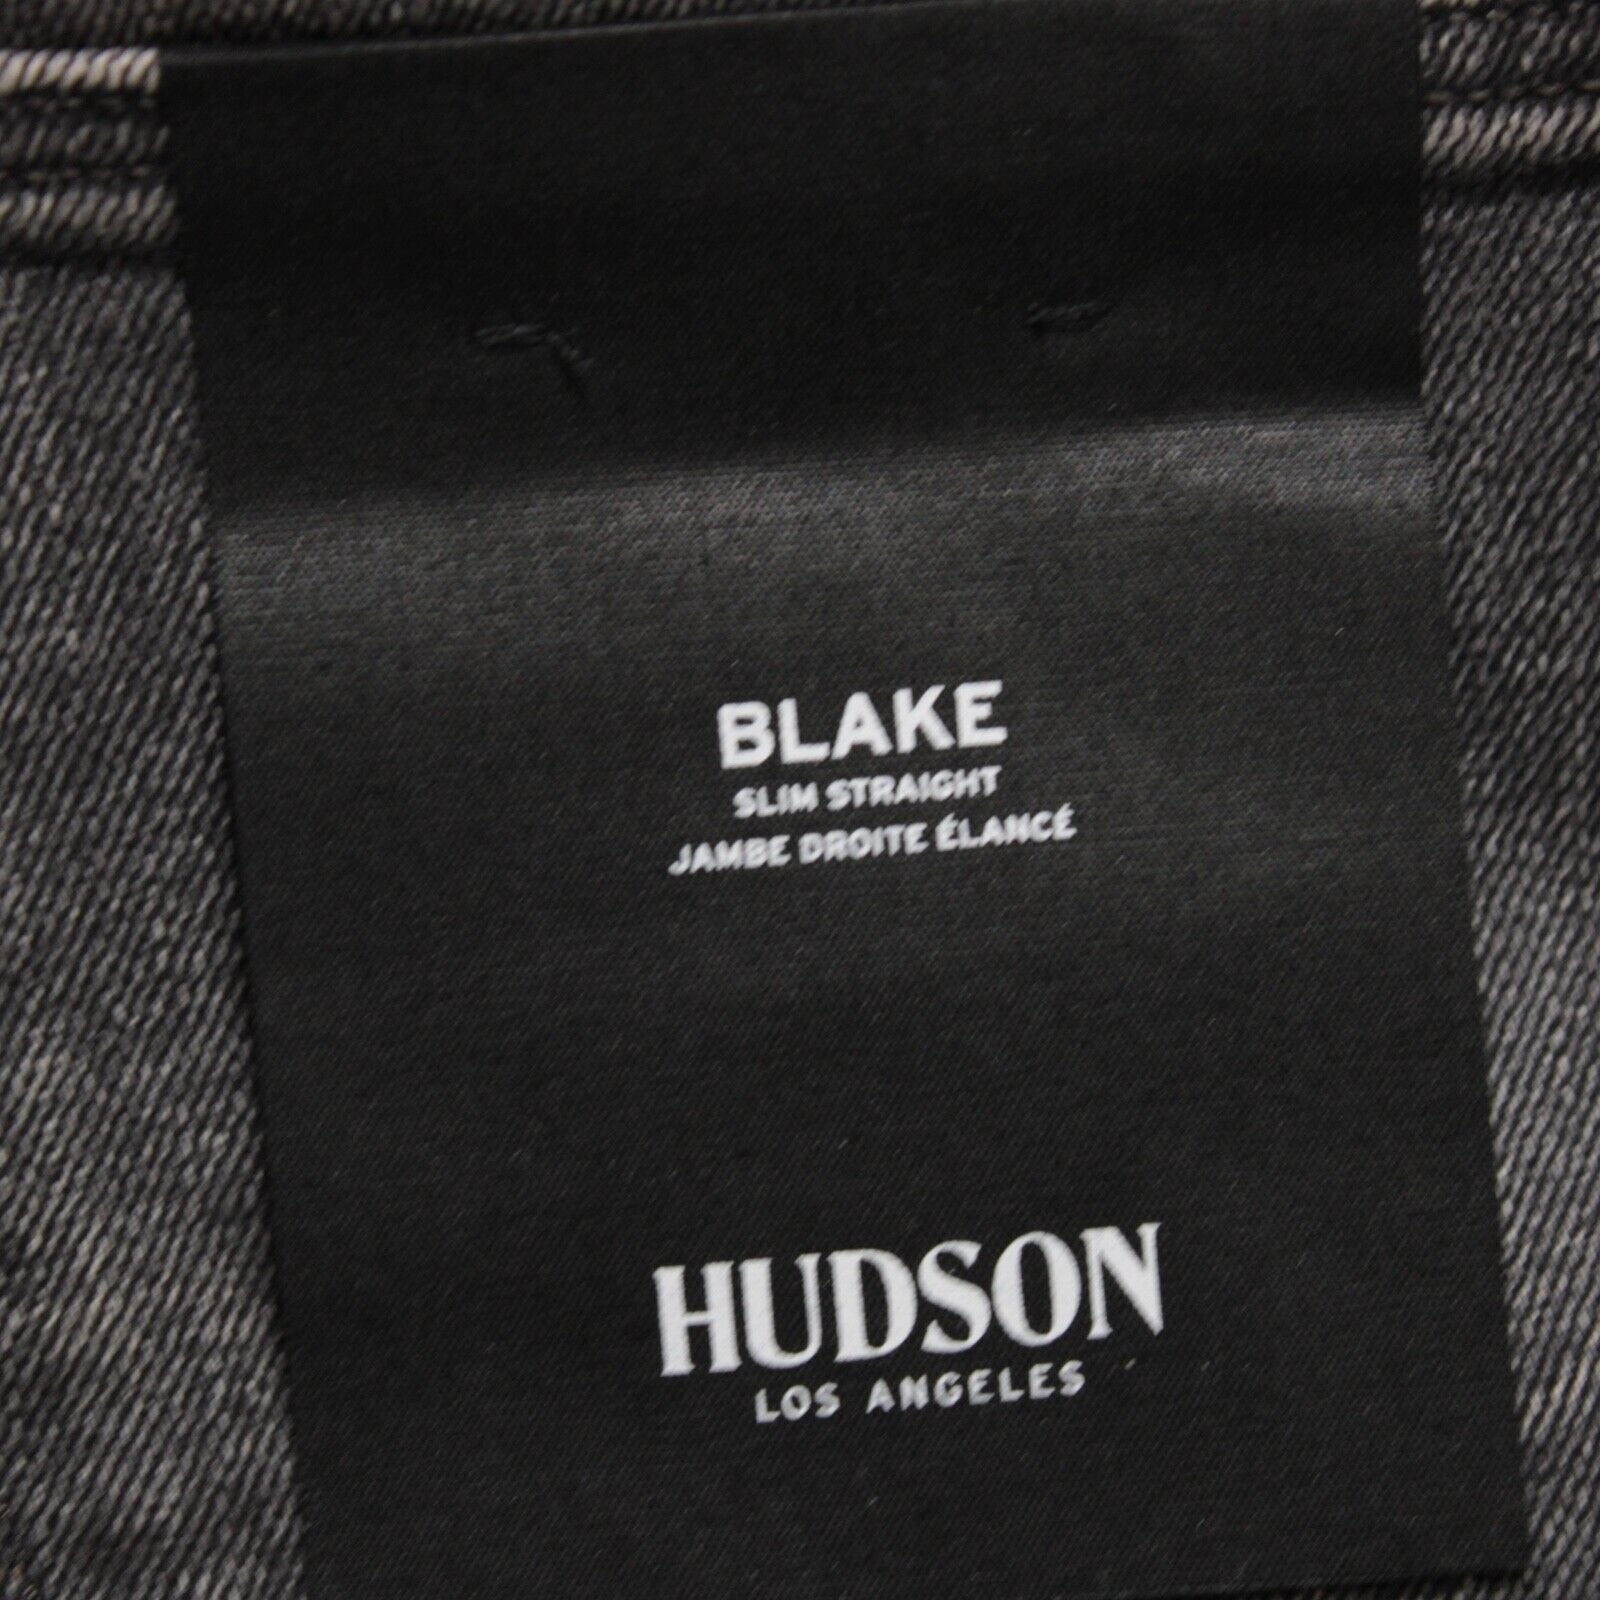 BLAKE
SLIM STRAIGHT
JAMBE DROITE ÉLANCÉ
HUDSON
LOS ANGELES